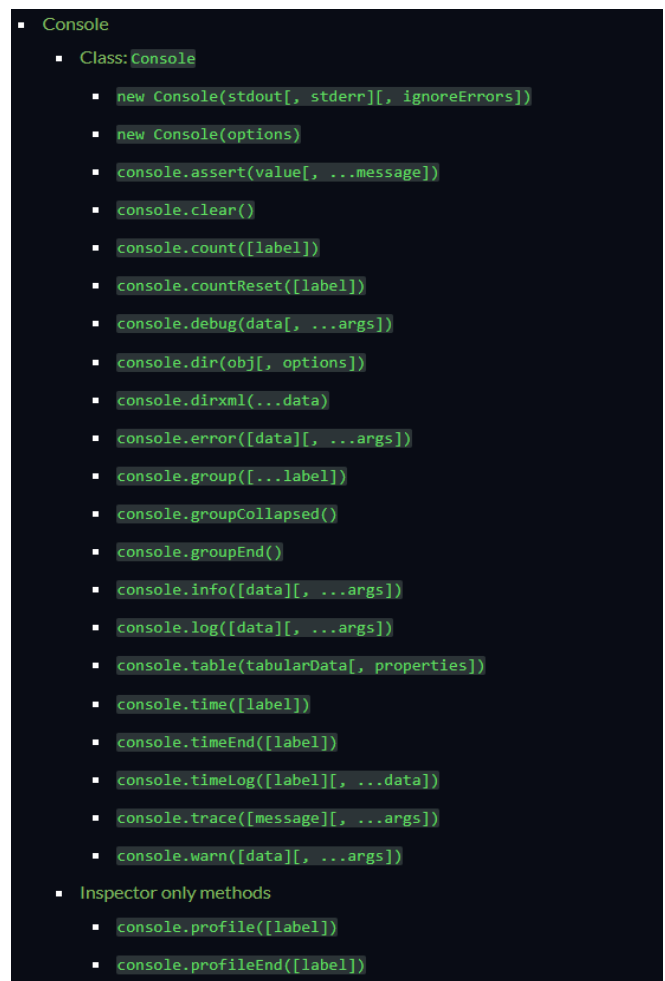 Console
Class: Console
new Console(stdout[, stderr][, ignoreErrors])
new Console(options)
console.assert(value[, ...message])
console.clear()
console.count([label])
console.countReset([label])
console.debug(data[, ...args])
console.dir(obj[, options])
console.dirxml(...data)
console.error([data][, ...args])
console.group([...label])
console.groupCollapsed()
console.groupEnd()
console.info([data][, ...args])
console.log([data][, ...args])
console.table(tabularData[, properties])
console.time([label])
console.timeEnd([label])
console.timeLog([label][, ...data])
console.trace([message][, ...args])
console.warn([data][, ...args])
Inspector only methods
console.profile([label])
console.profileEnd([label])